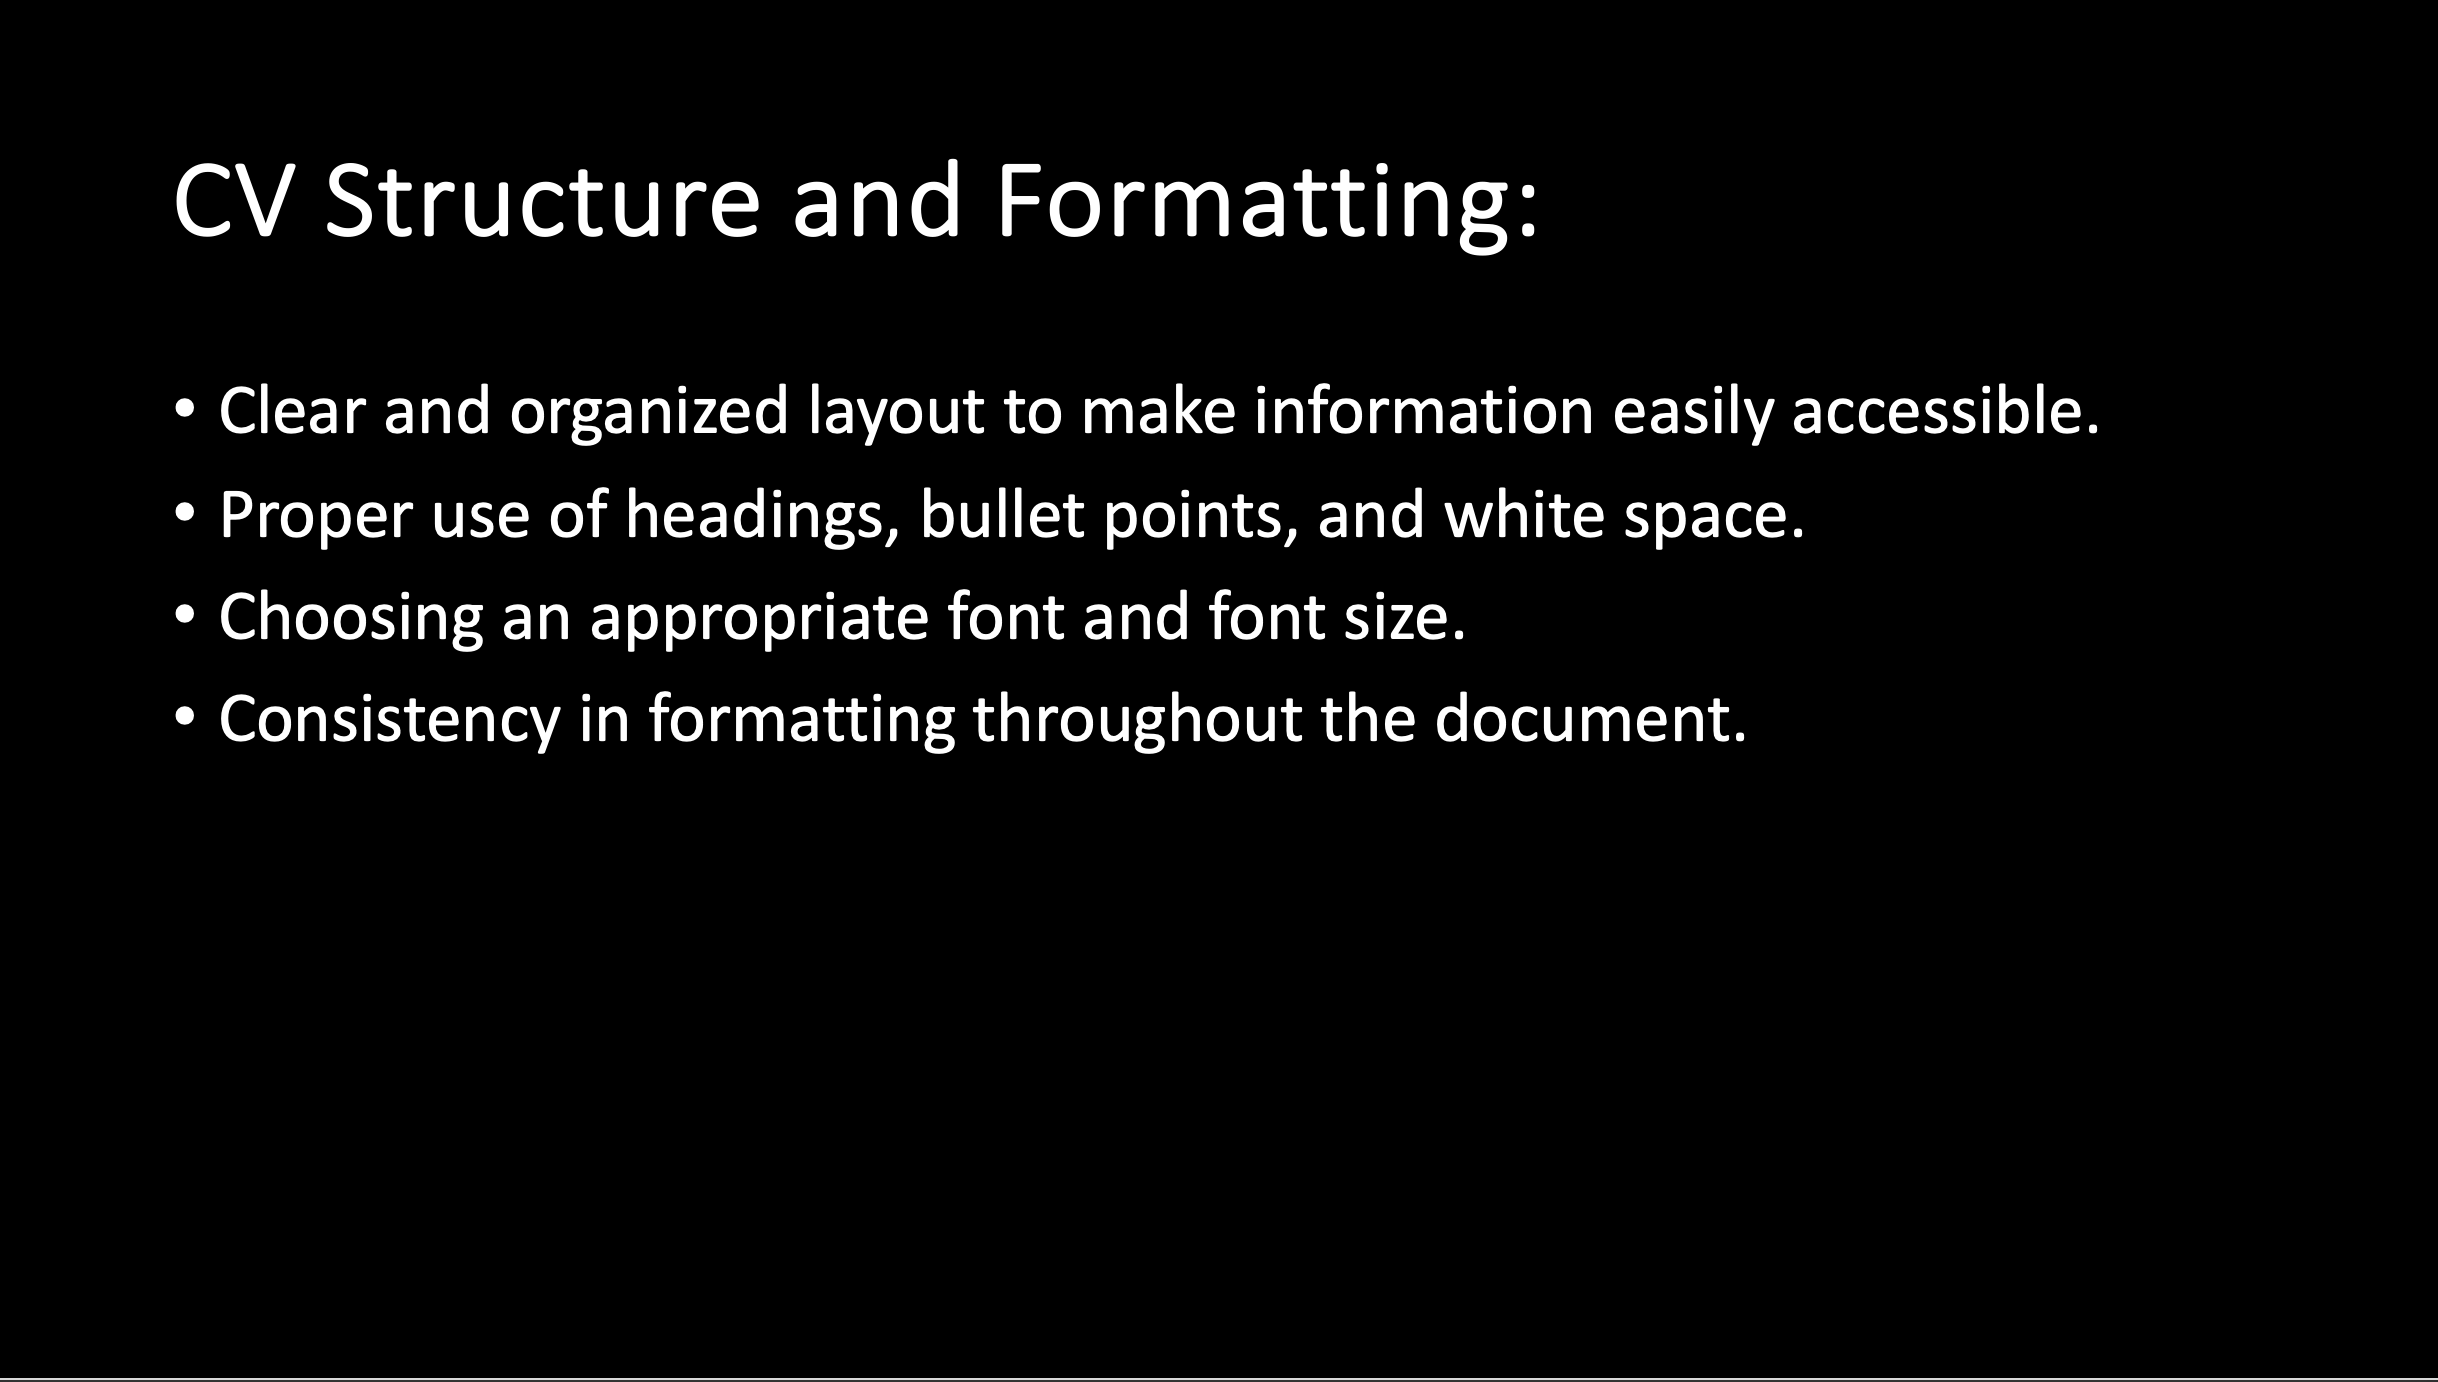 CV Structure and Formatting:
• Clear and organized layout to make information easily accessible.
• Proper use of headings, bullet points, and white space.
• Choosing an appropriate font and font size.
• Consistency in formatting throughout the document.